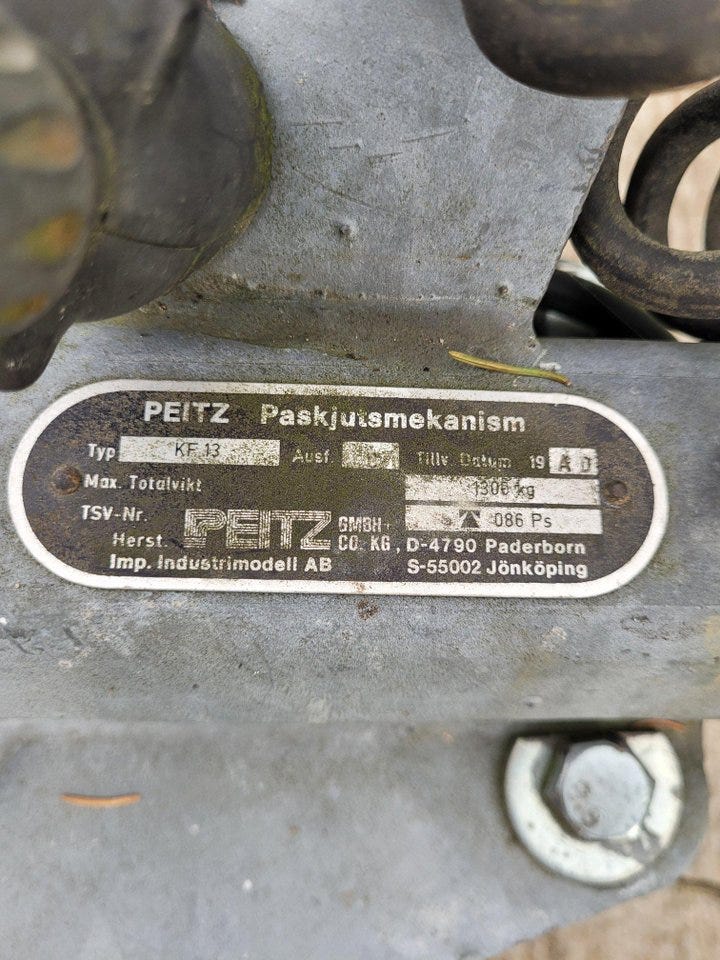 PEITZ Paskjutsmekanism
Typ KF 13 Ausf. Tillv. Datum 19 A D
Max. Totalvikt 1300 kg
TSV-Nr. 086 Ps
Herst. PEITZ GMBH + CO. KG, D-4790 Paderborn
Imp. Industrimodell AB S-55002 Jönköping